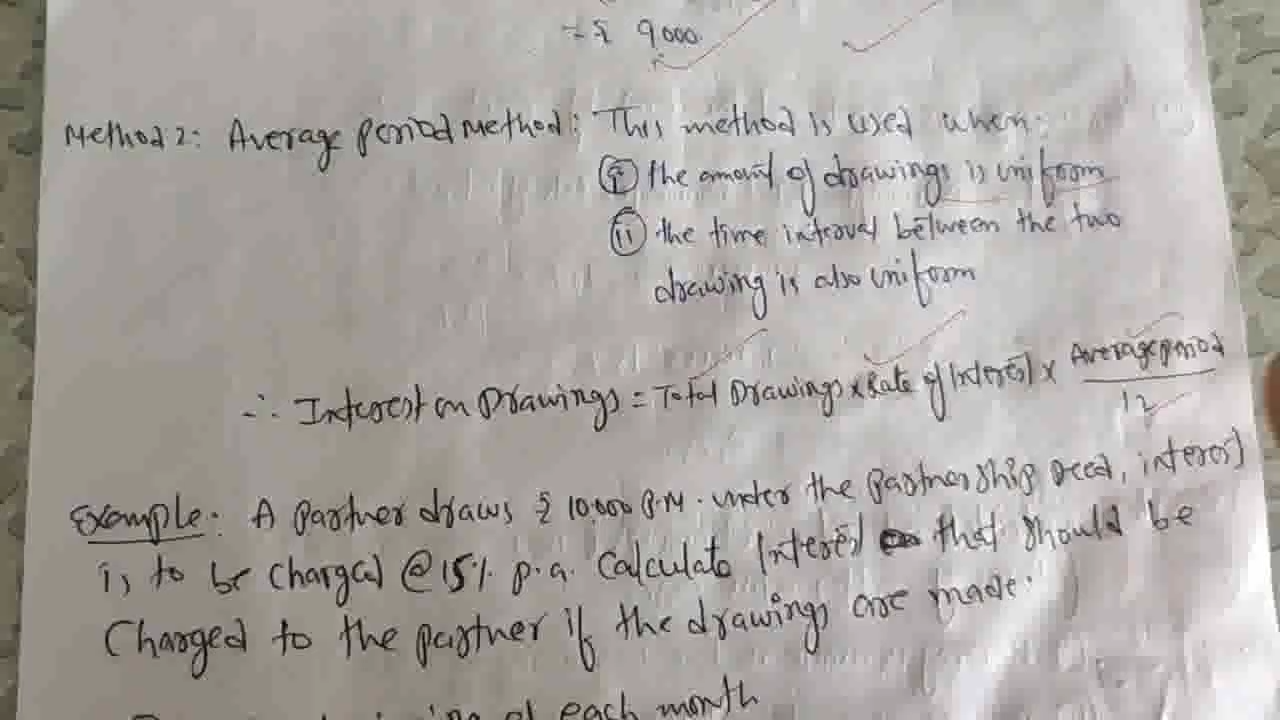 = ₹ 9000.
Method 2: Average period Method: This method is used when:
(i) the amount of drawings is uniform
(ii) the time interval between the two
drawing is also uniform
∴ Interest on Drawings = Total Drawings x Rate of Interest x Average period / 12
Example: A partner draws ₹ 10,000 P.M. under the partnership Deed, interest
is to be charged @ 15% p.a. Calculate Interest that should be
Charged to the partner if the drawings are made:
of each month